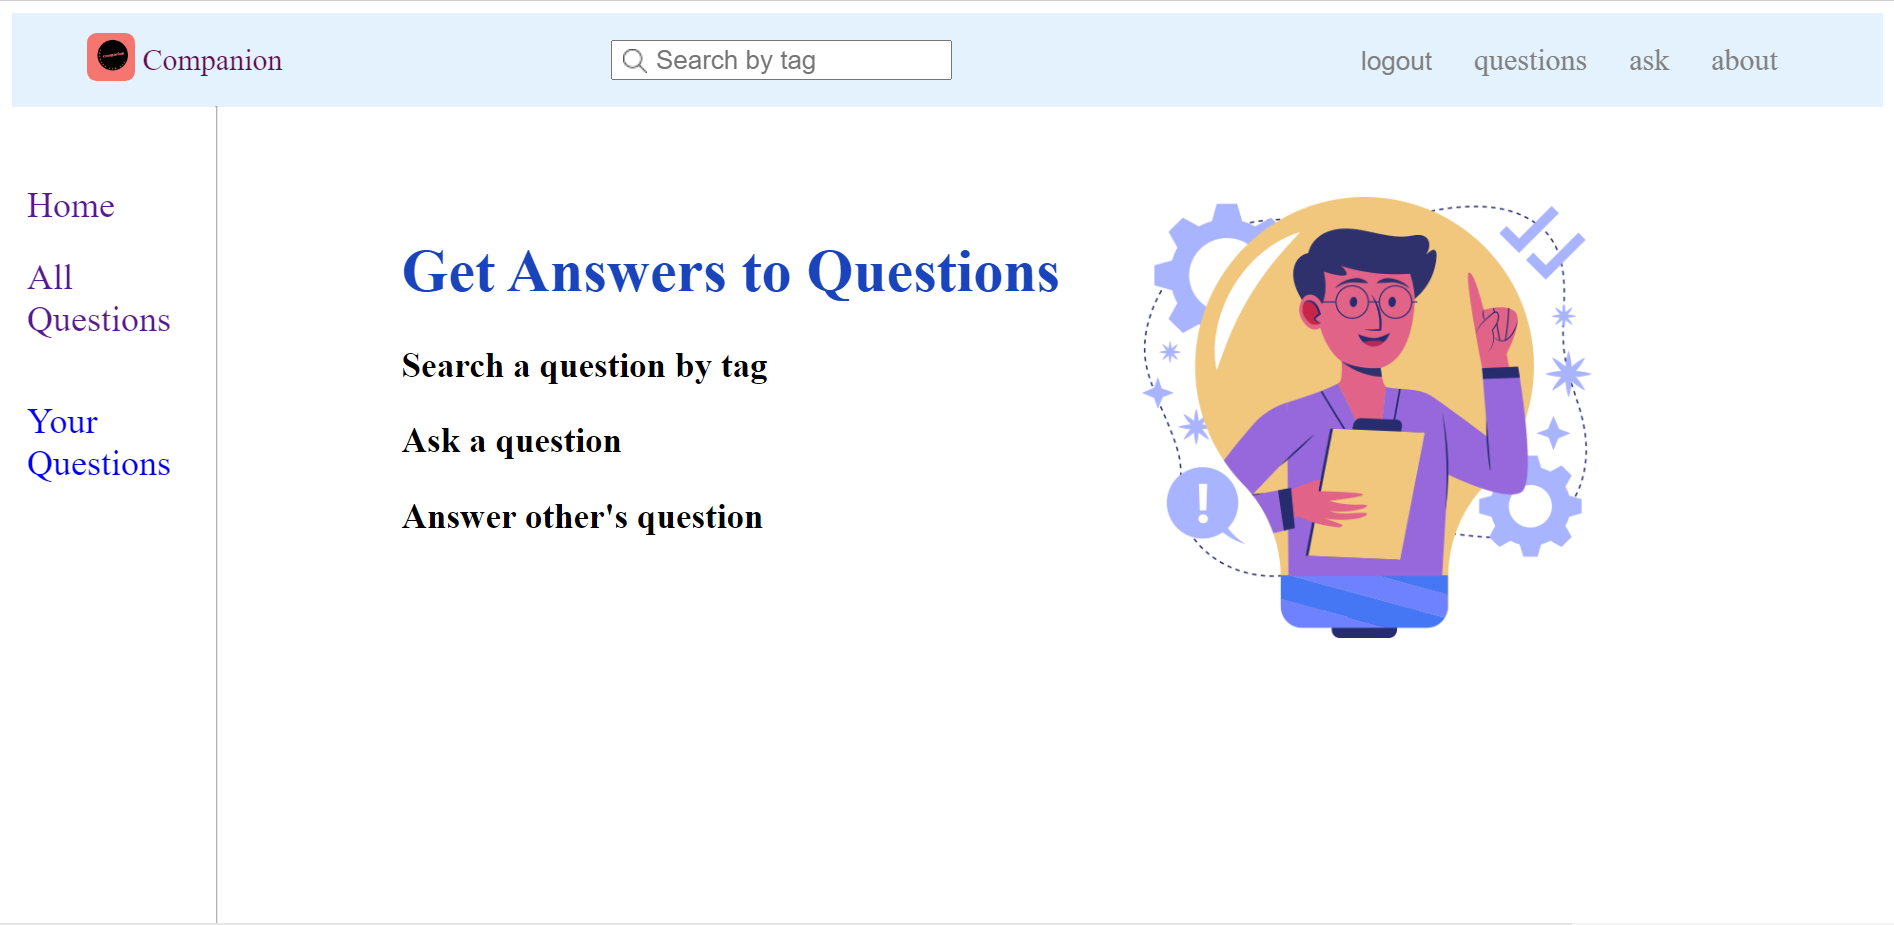 Companion
Search by tag
logout questions ask about
Home
All
Questions
Your
Questions
Get Answers to Questions
Search a question by tag
Ask a question
Answer other's question
!